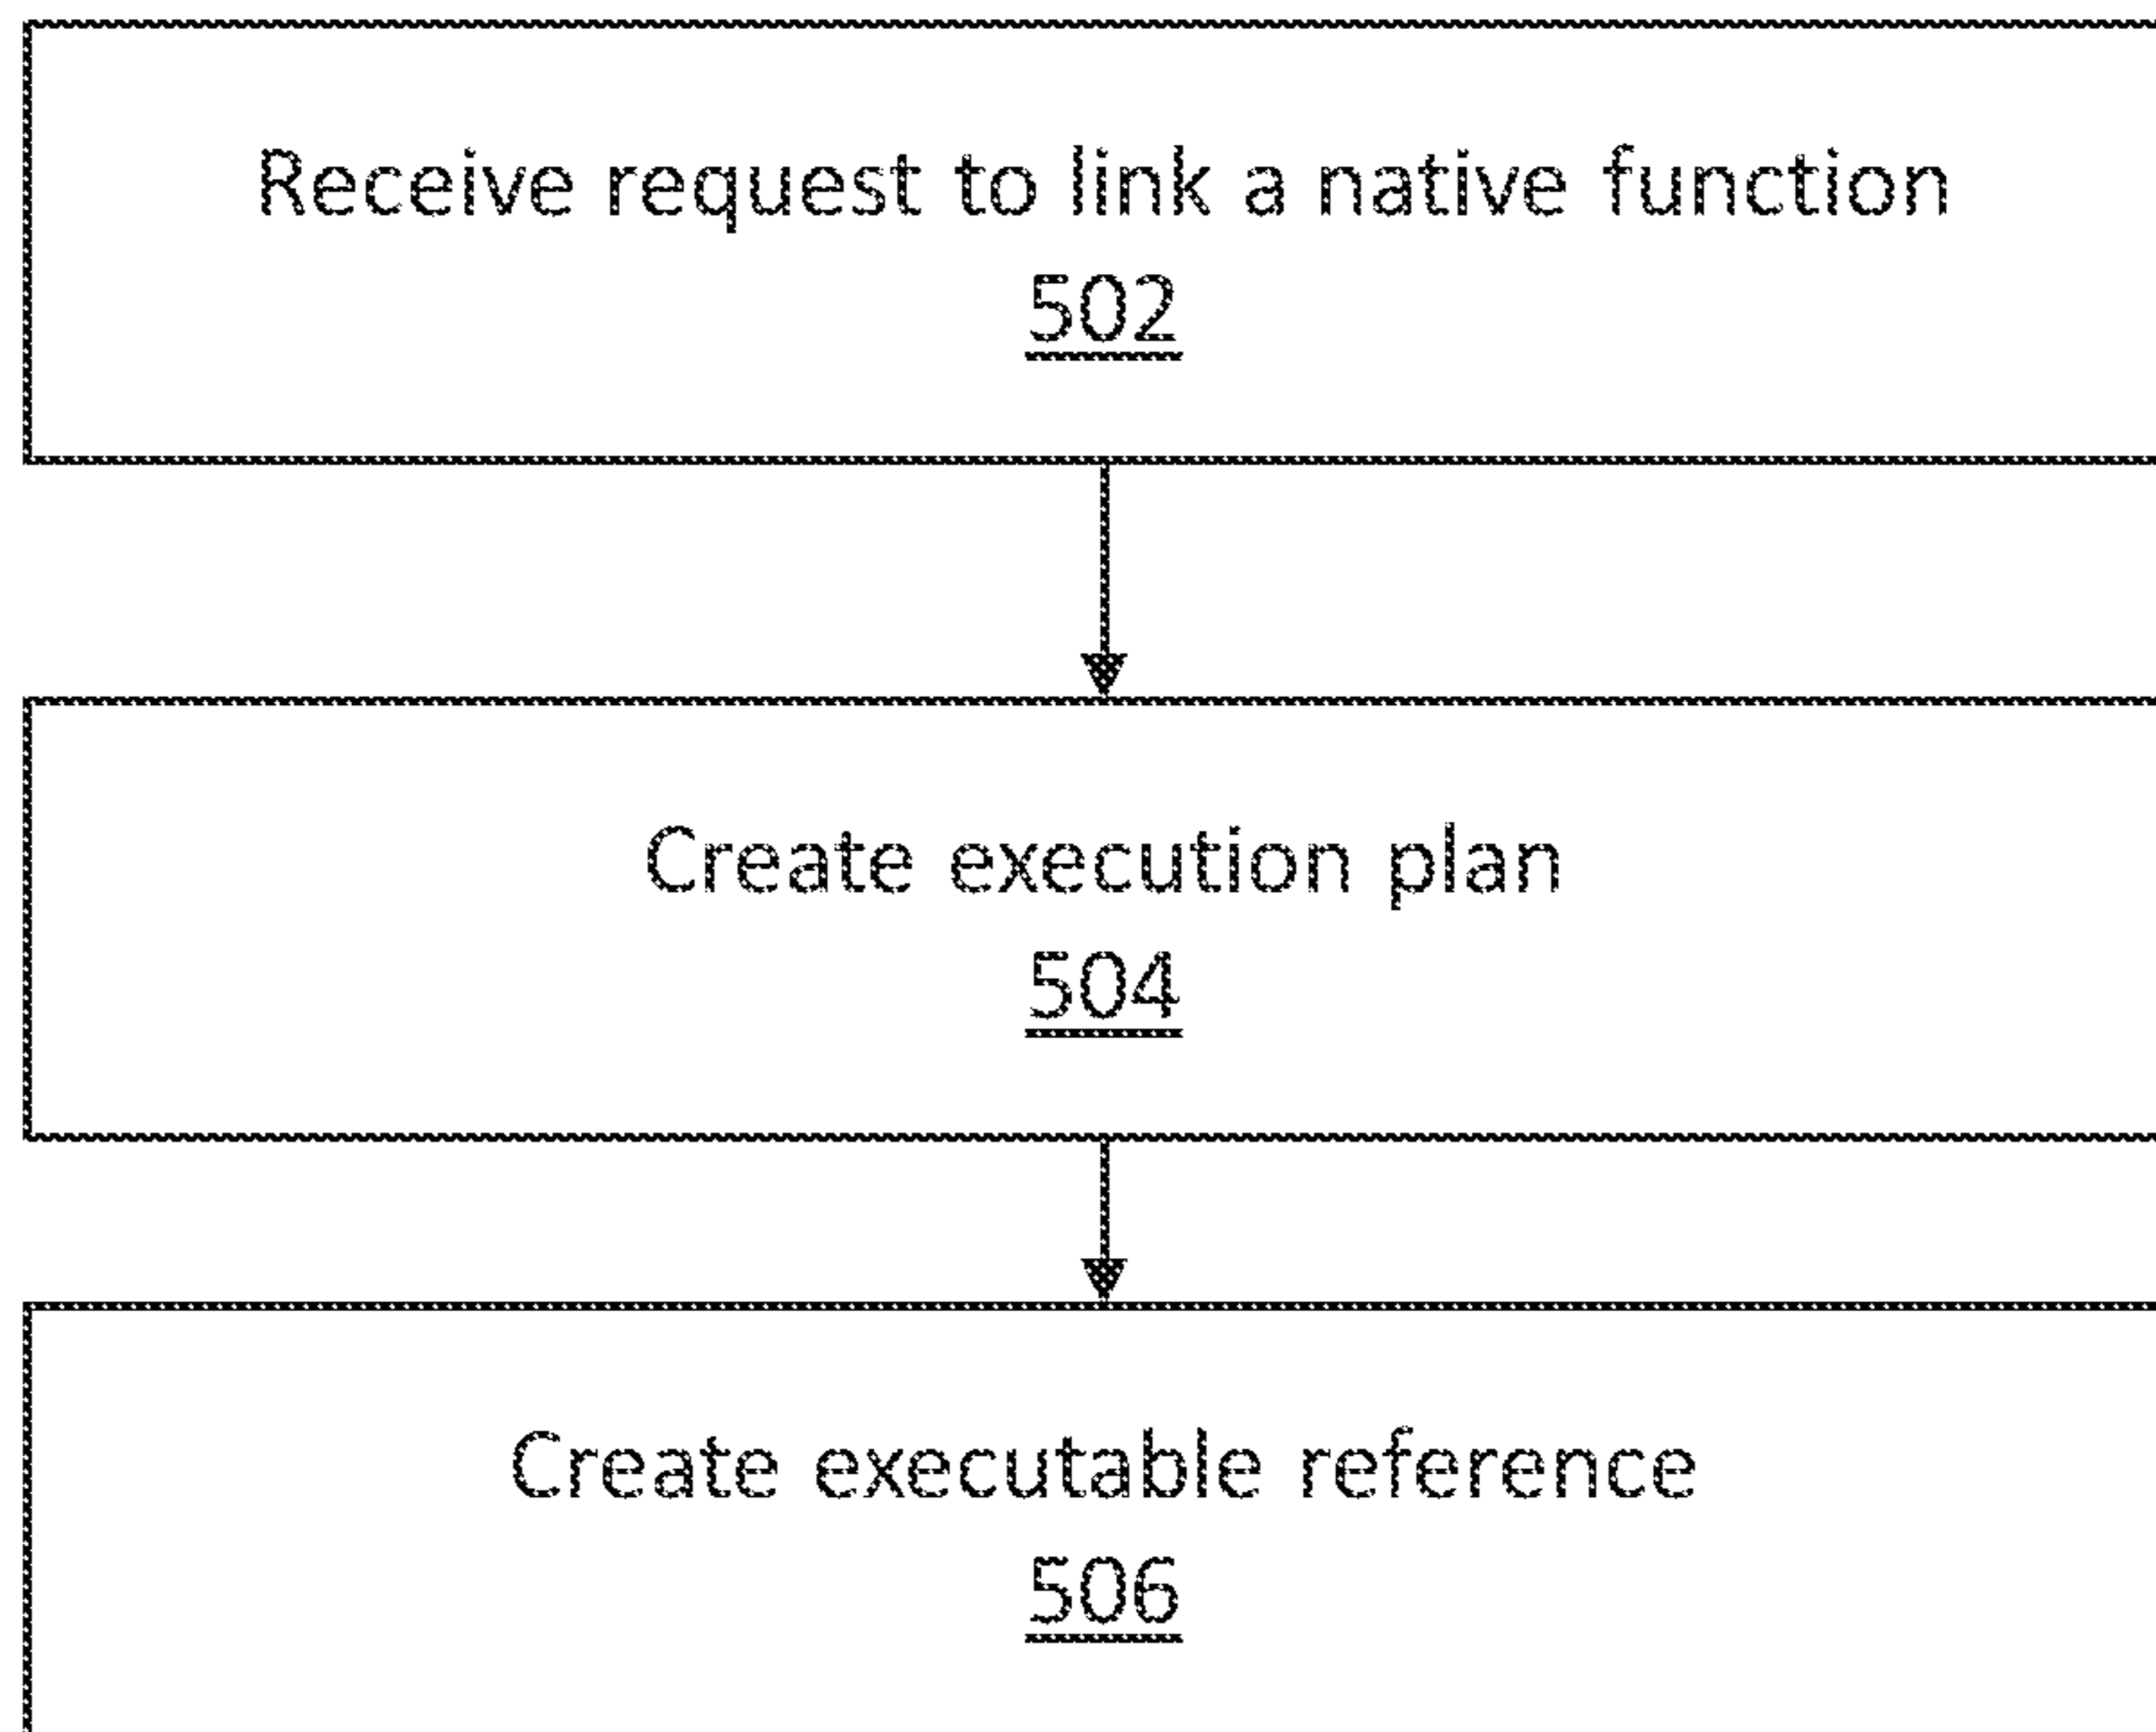 Receive request to link a native function
502
Create execution plan
504
Create executable reference
506